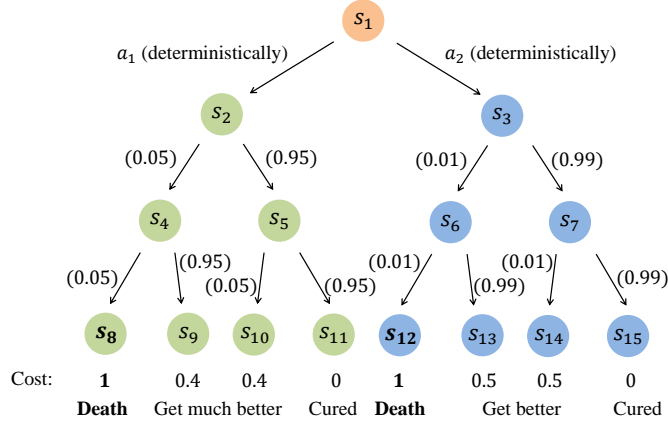 s₁
a₁ (deterministically) a₂ (deterministically)
s₂ s₃
(0.05) (0.95) (0.01) (0.99)
s₄ s₅ s₆ s₇
(0.05) (0.95) (0.05) (0.95) (0.01) (0.99) (0.01) (0.99)
s₈ s₉ s₁₀ s₁₁ s₁₂ s₁₃ s₁₄ s₁₅
Cost: 1 0.4 0.4 0 1 0.5 0.5 0
Death Get much better Cured Death Get better Cured